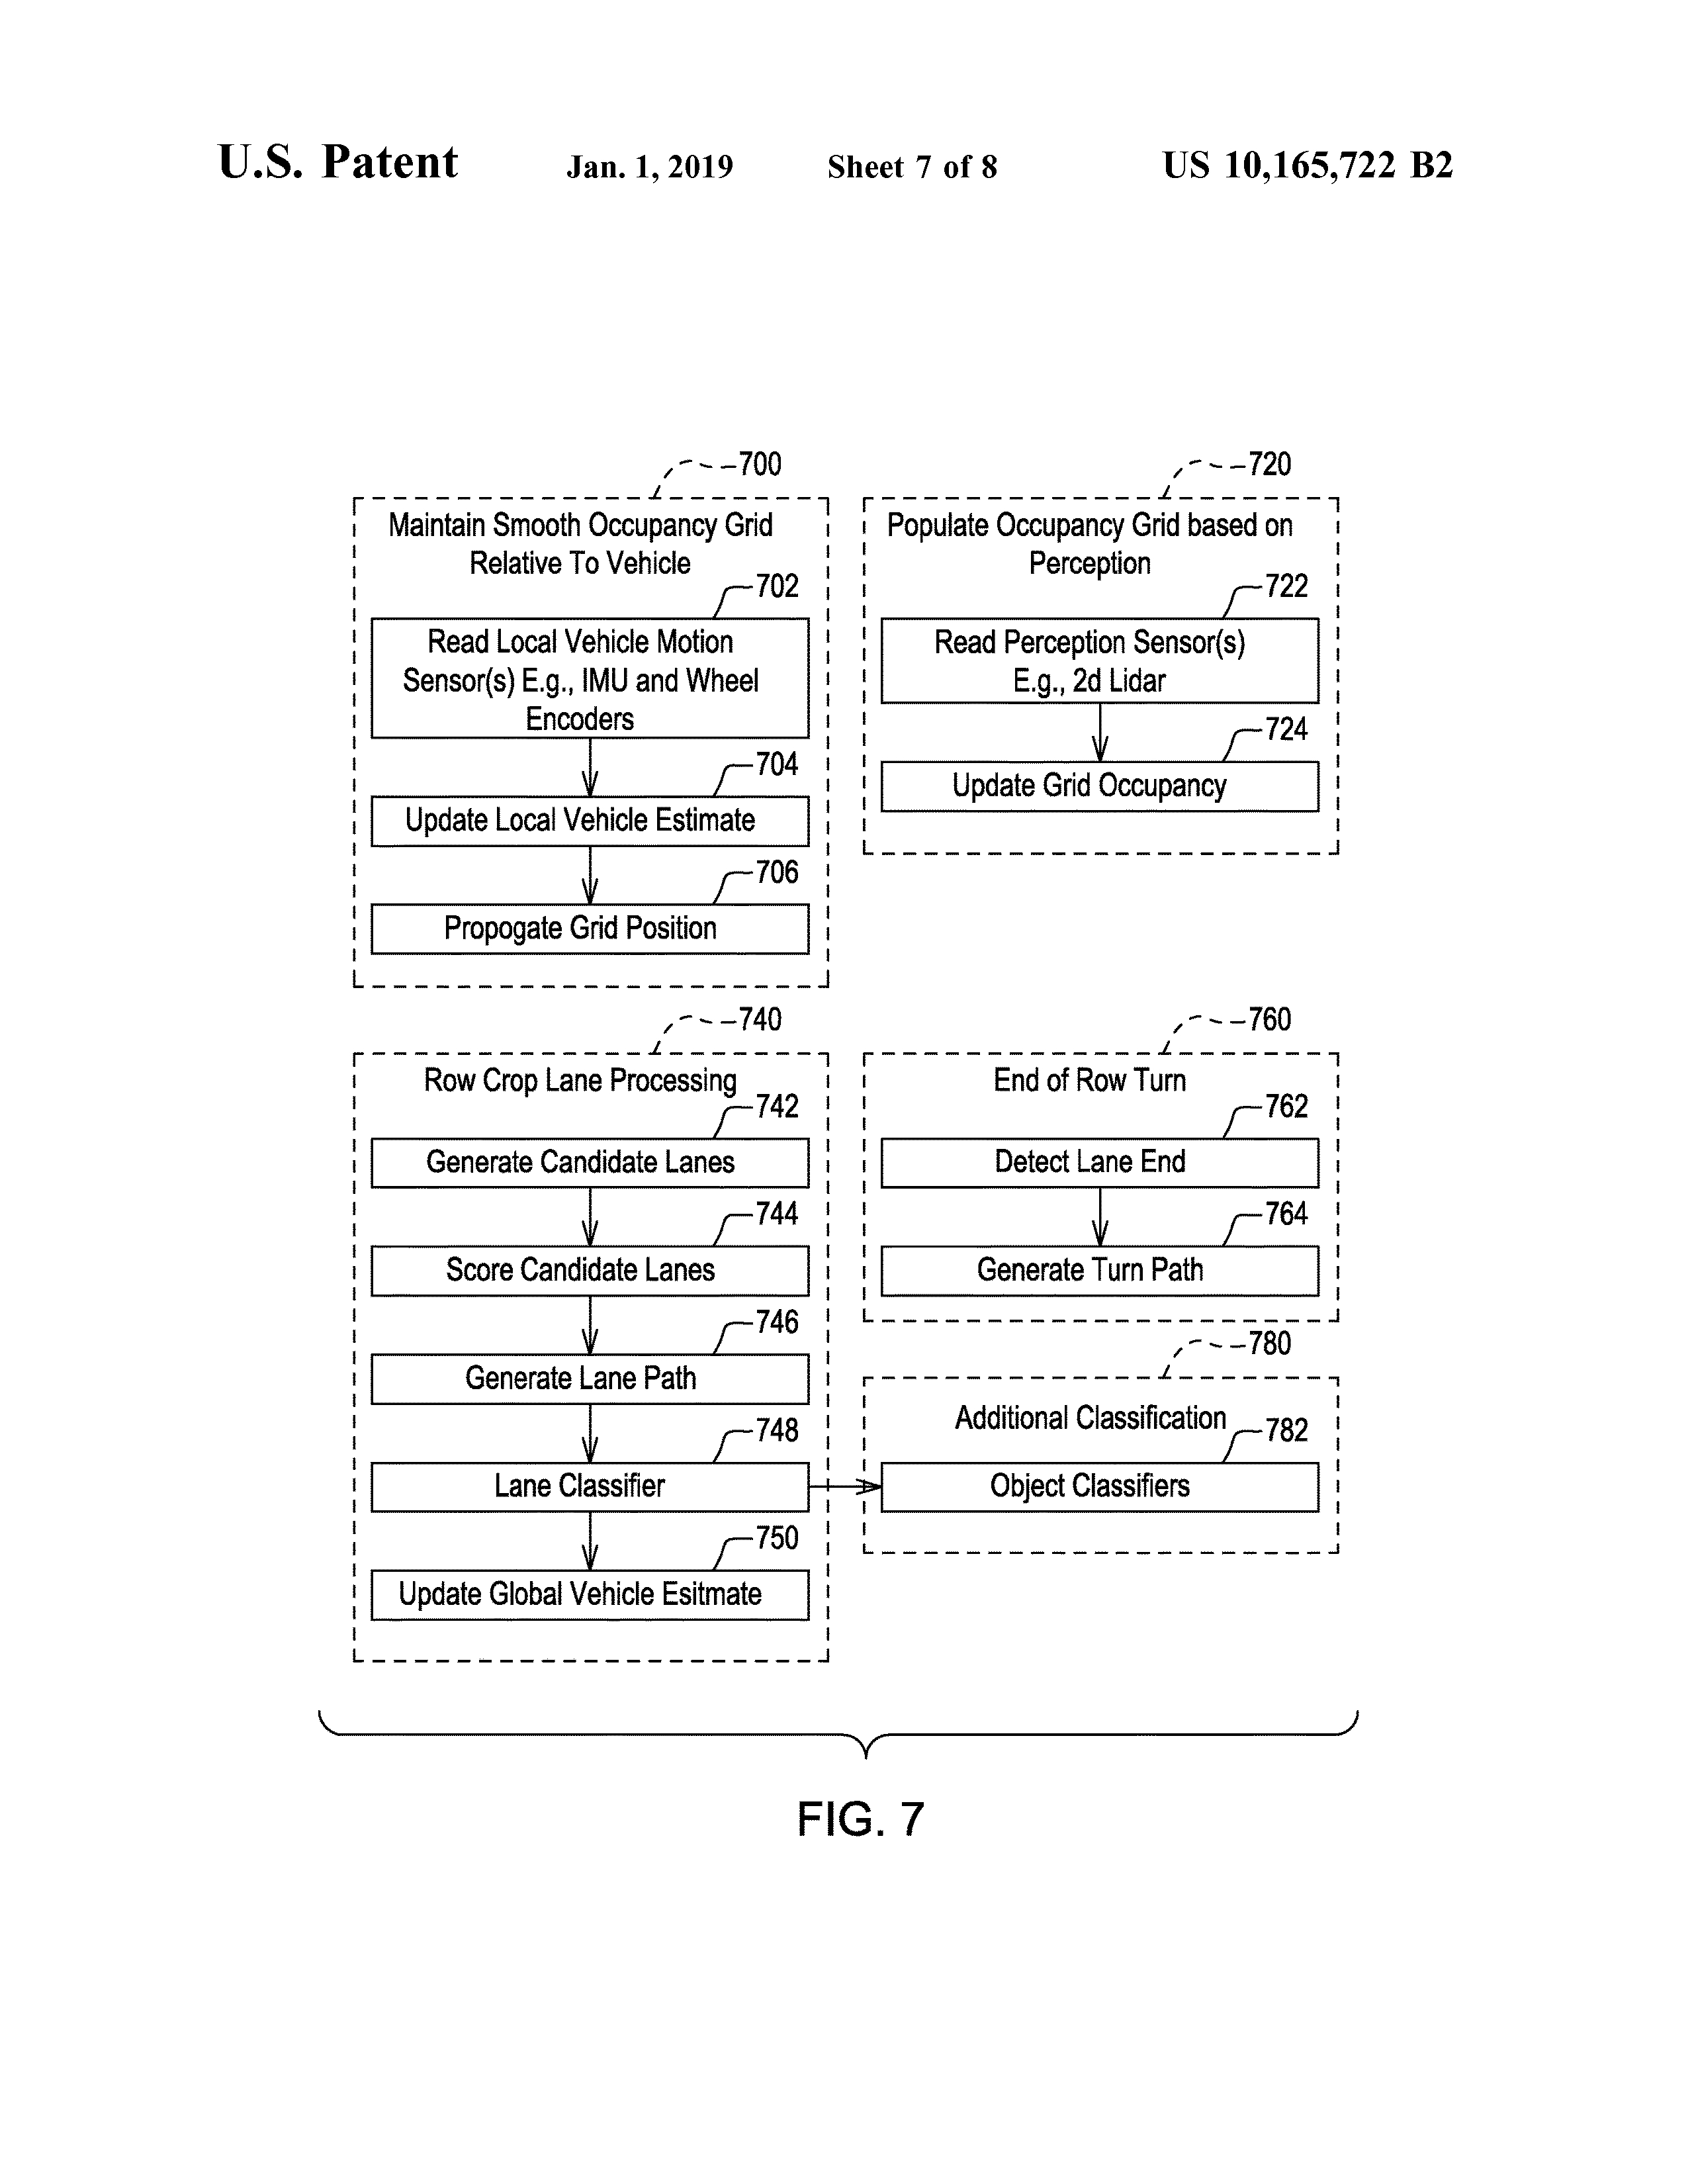 U.S. Patent Jan. 1, 2019 Sheet 7 of 8 US 10,165,722 B2
700
Maintain Smooth Occupancy Grid
Relative To Vehicle
702
Read Local Vehicle Motion
Sensor(s) E.g., IMU and Wheel
Encoders
704
Update Local Vehicle Estimate
706
Propogate Grid Position
720
Populate Occupancy Grid based on
Perception
722
Read Perception Sensor(s)
E.g., 2d Lidar
724
Update Grid Occupancy
740
Row Crop Lane Processing
742
Generate Candidate Lanes
744
Score Candidate Lanes
746
Generate Lane Path
748
Lane Classifier
750
Update Global Vehicle Esitmate
760
End of Row Turn
762
Detect Lane End
764
Generate Turn Path
780
Additional Classification
782
Object Classifiers
FIG. 7